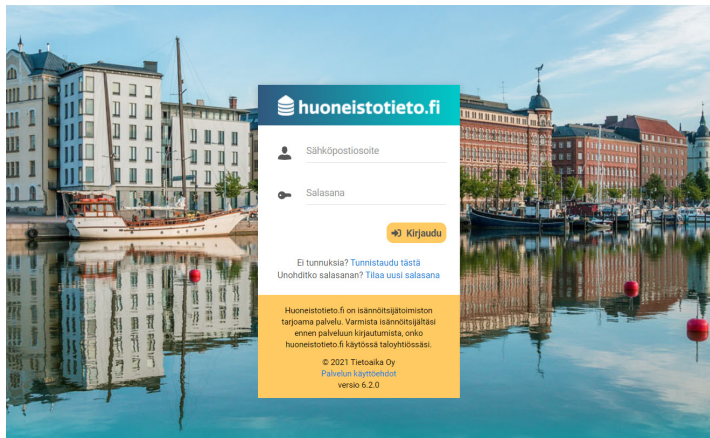 huoneistotieto.fi
Sähköpostiosoite
Salasana
Kirjaudu
Ei tunnuksia? Tunnistaudu tästä
Unohditko salasanan? Tilaa uusi salasana
Huoneistotieto.fi on isännöitsijätoimiston
tarjoama palvelu. Varmista isännöitsijältäsi
ennen palveluun kirjautumista, onko
huoneistotieto.fi käytössä taloyhtiössäsi.
© 2021 Tietoaika Oy
Palvelun käyttöehdot
versio 6.2.0